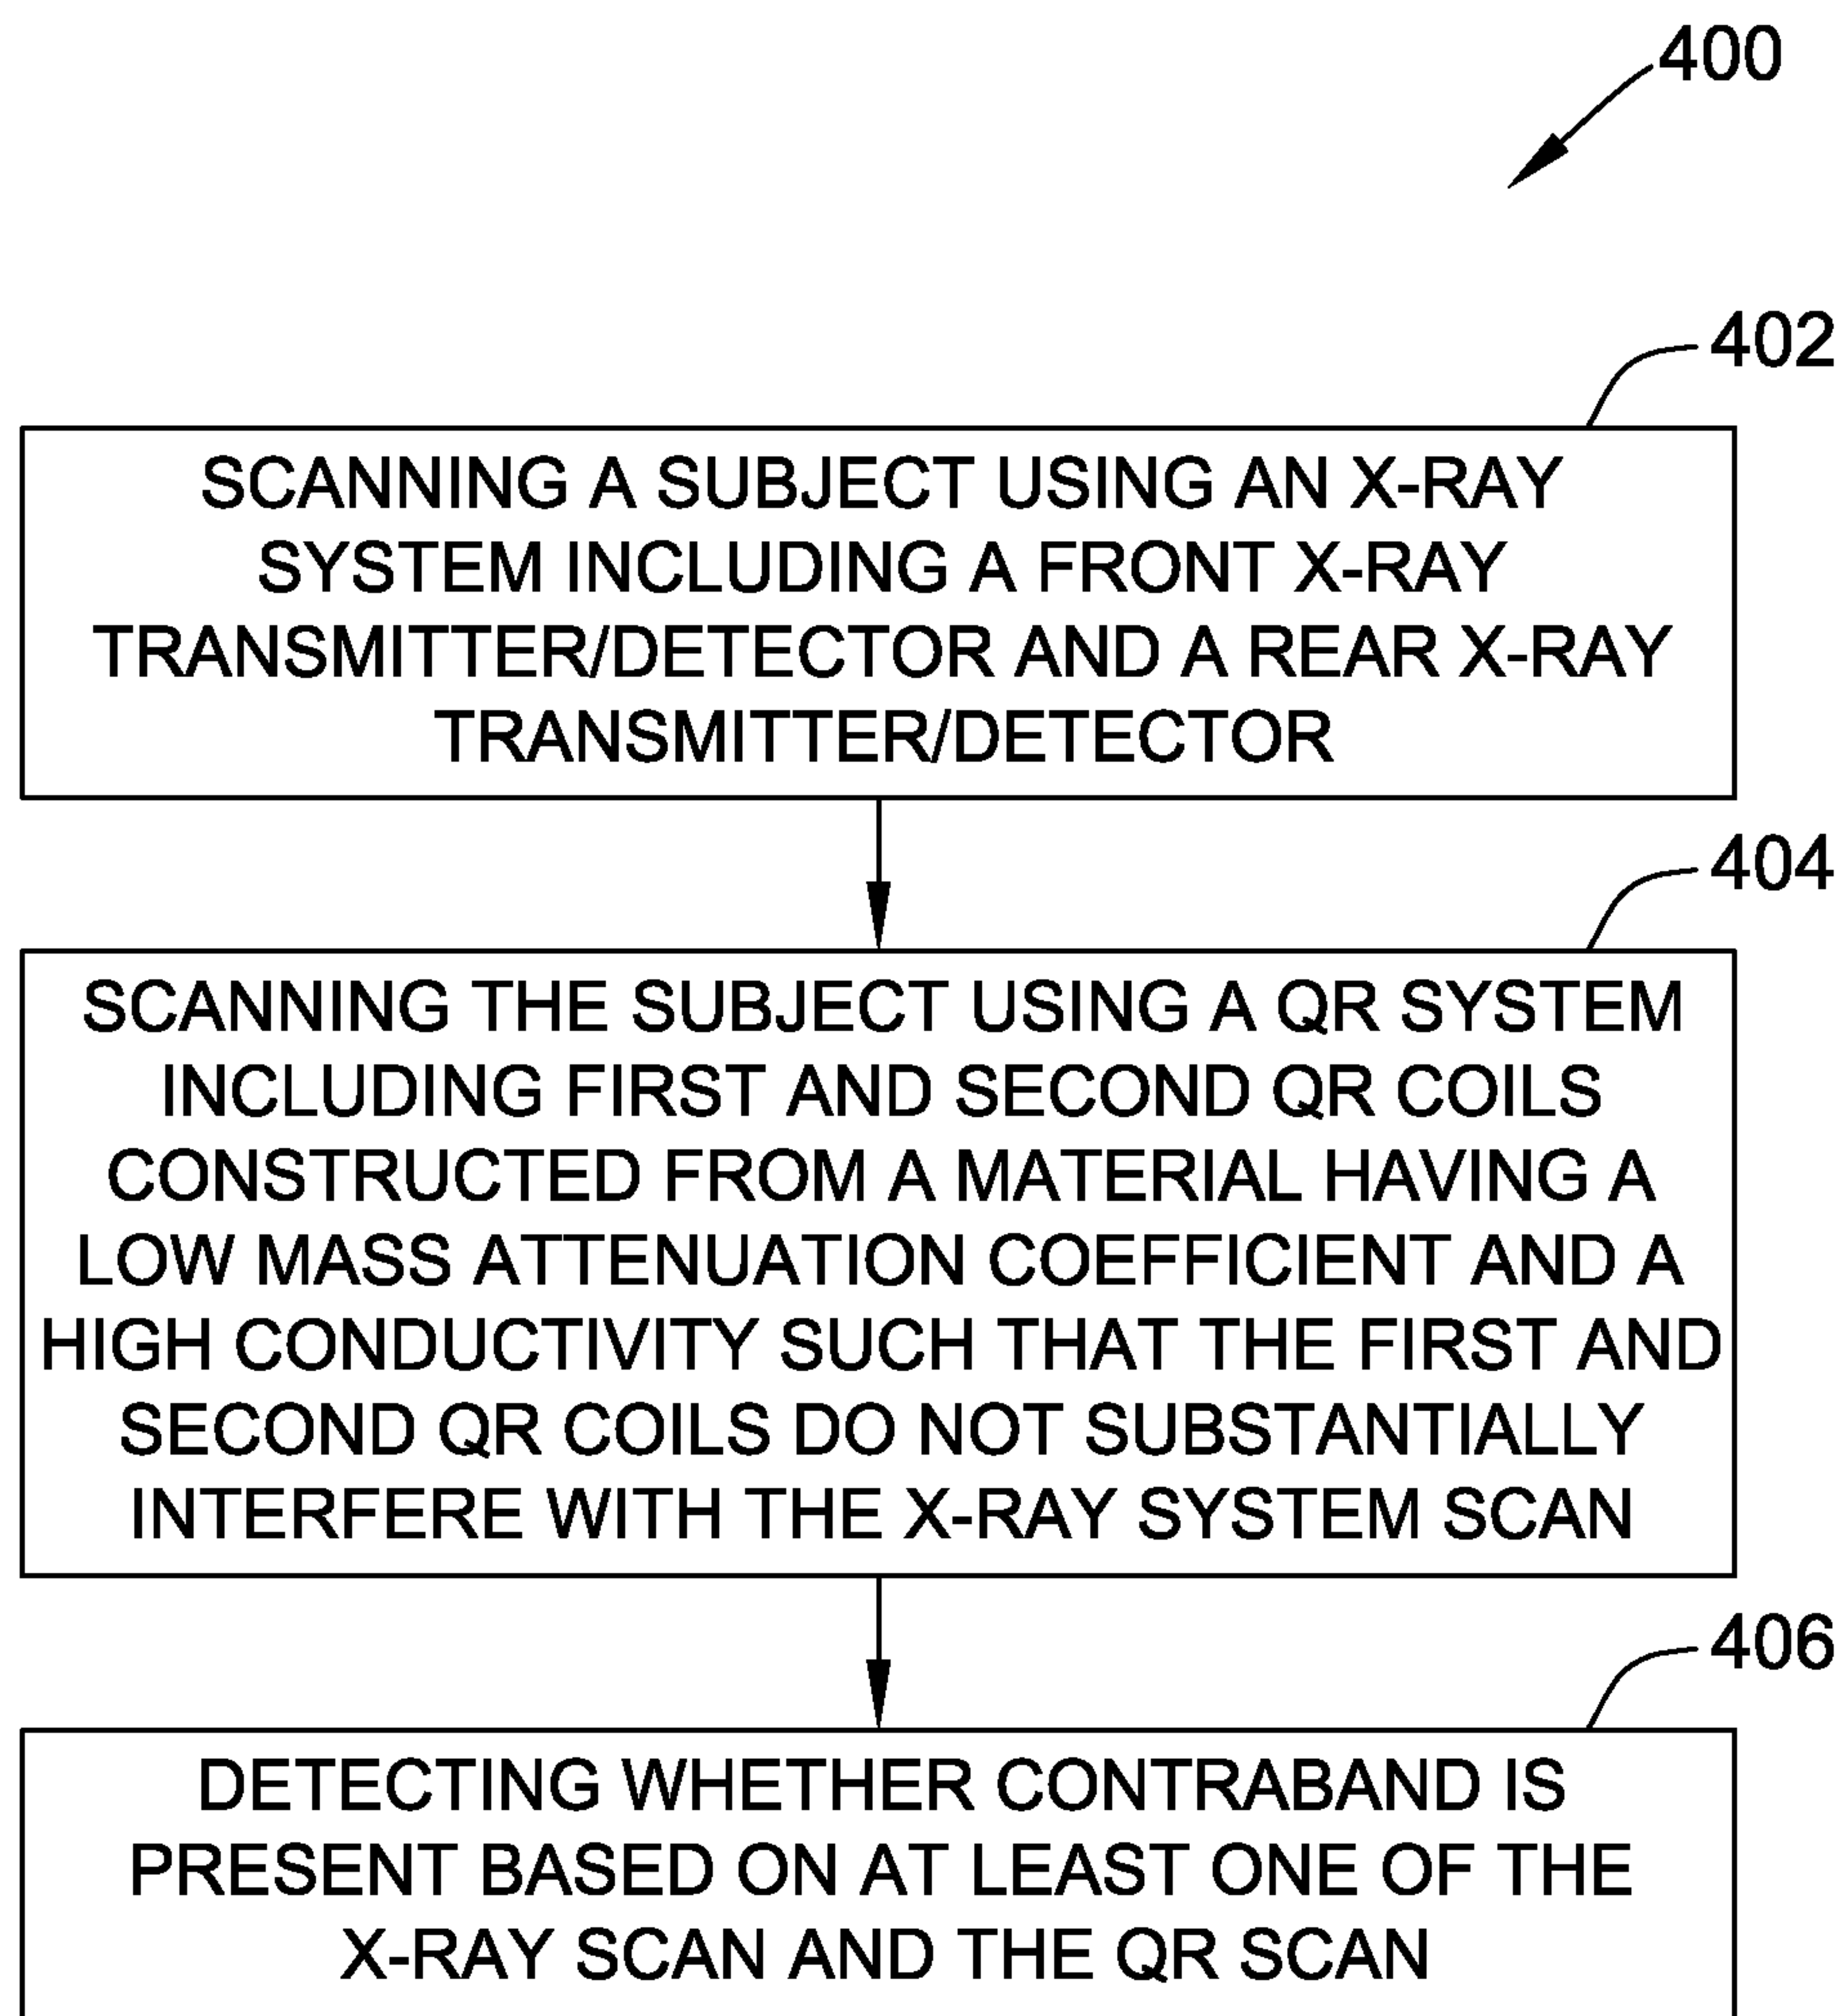 400
402
SCANNING A SUBJECT USING AN X-RAY
SYSTEM INCLUDING A FRONT X-RAY
TRANSMITTER/DETECTOR AND A REAR X-RAY
TRANSMITTER/DETECTOR
404
SCANNING THE SUBJECT USING A QR SYSTEM
INCLUDING FIRST AND SECOND QR COILS
CONSTRUCTED FROM A MATERIAL HAVING A
LOW MASS ATTENUATION COEFFICIENT AND A
HIGH CONDUCTIVITY SUCH THAT THE FIRST AND
SECOND QR COILS DO NOT SUBSTANTIALLY
INTERFERE WITH THE X-RAY SYSTEM SCAN
406
DETECTING WHETHER CONTRABAND IS
PRESENT BASED ON AT LEAST ONE OF THE
X-RAY SCAN AND THE QR SCAN